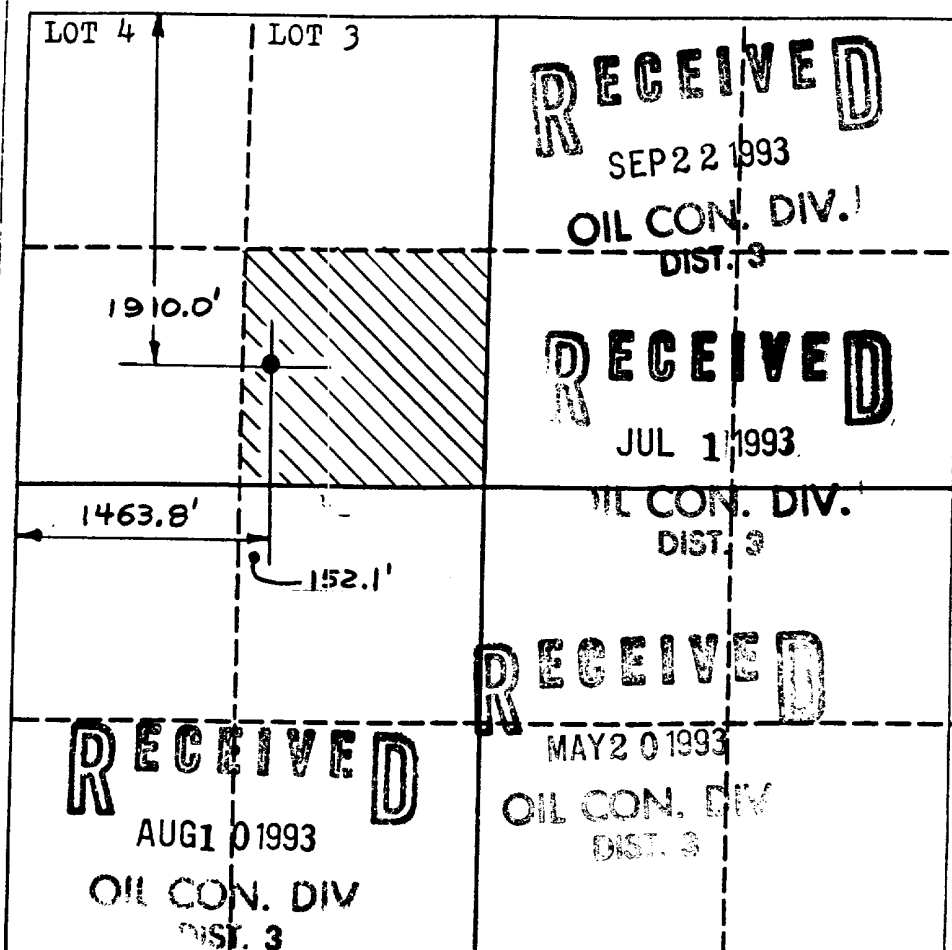 LOT 4
LOT 3
RECEIVED
SEP 22 1993
OIL CON. DIV.
DIST. 3
1910.0'
RECEIVED
JUL 1 1993
OIL CON. DIV.
DIST. 3
1463.8'
152.1'
RECEIVED
MAY 20 1993
OIL CON. DIV
DIST. 3
RECEIVED
AUG 10 1993
OIL CON. DIV
DIST. 3